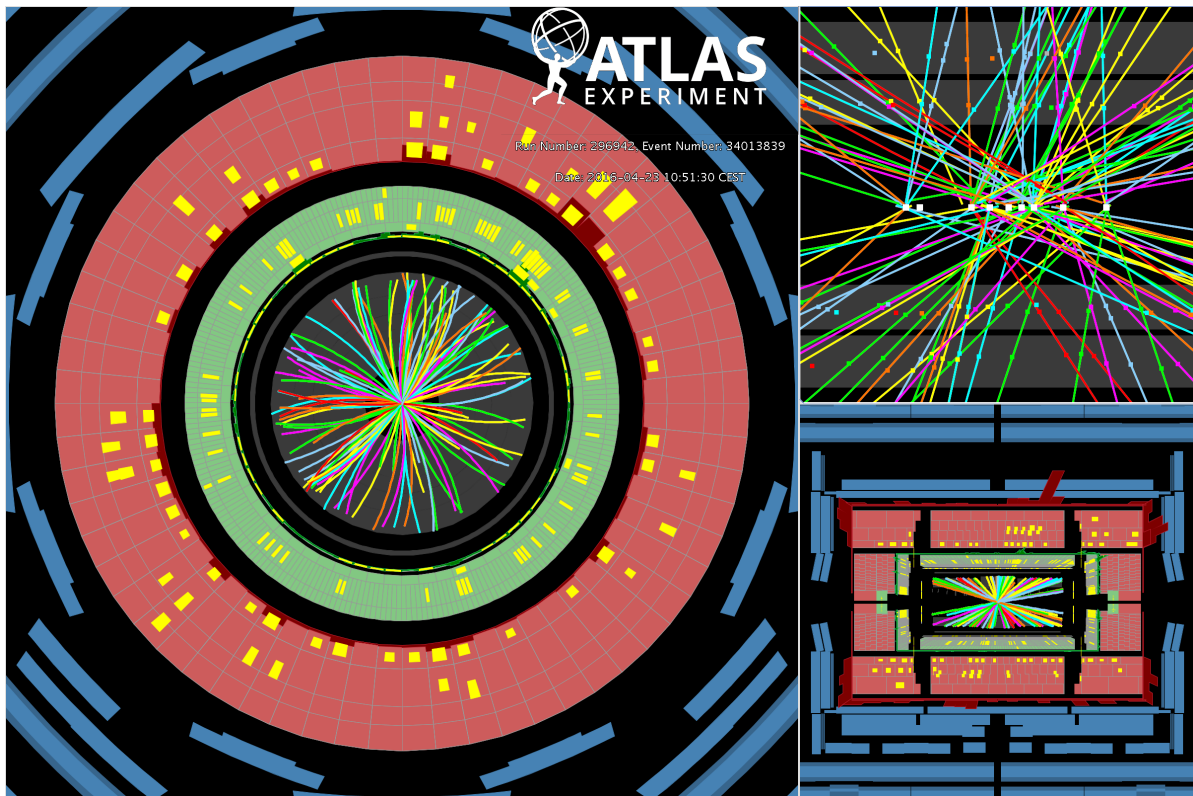 ATLAS
EXPERIMENT
Run Number: 296942, Event Number: 34013839
Date: 2016-04-23 10:51:30 CEST